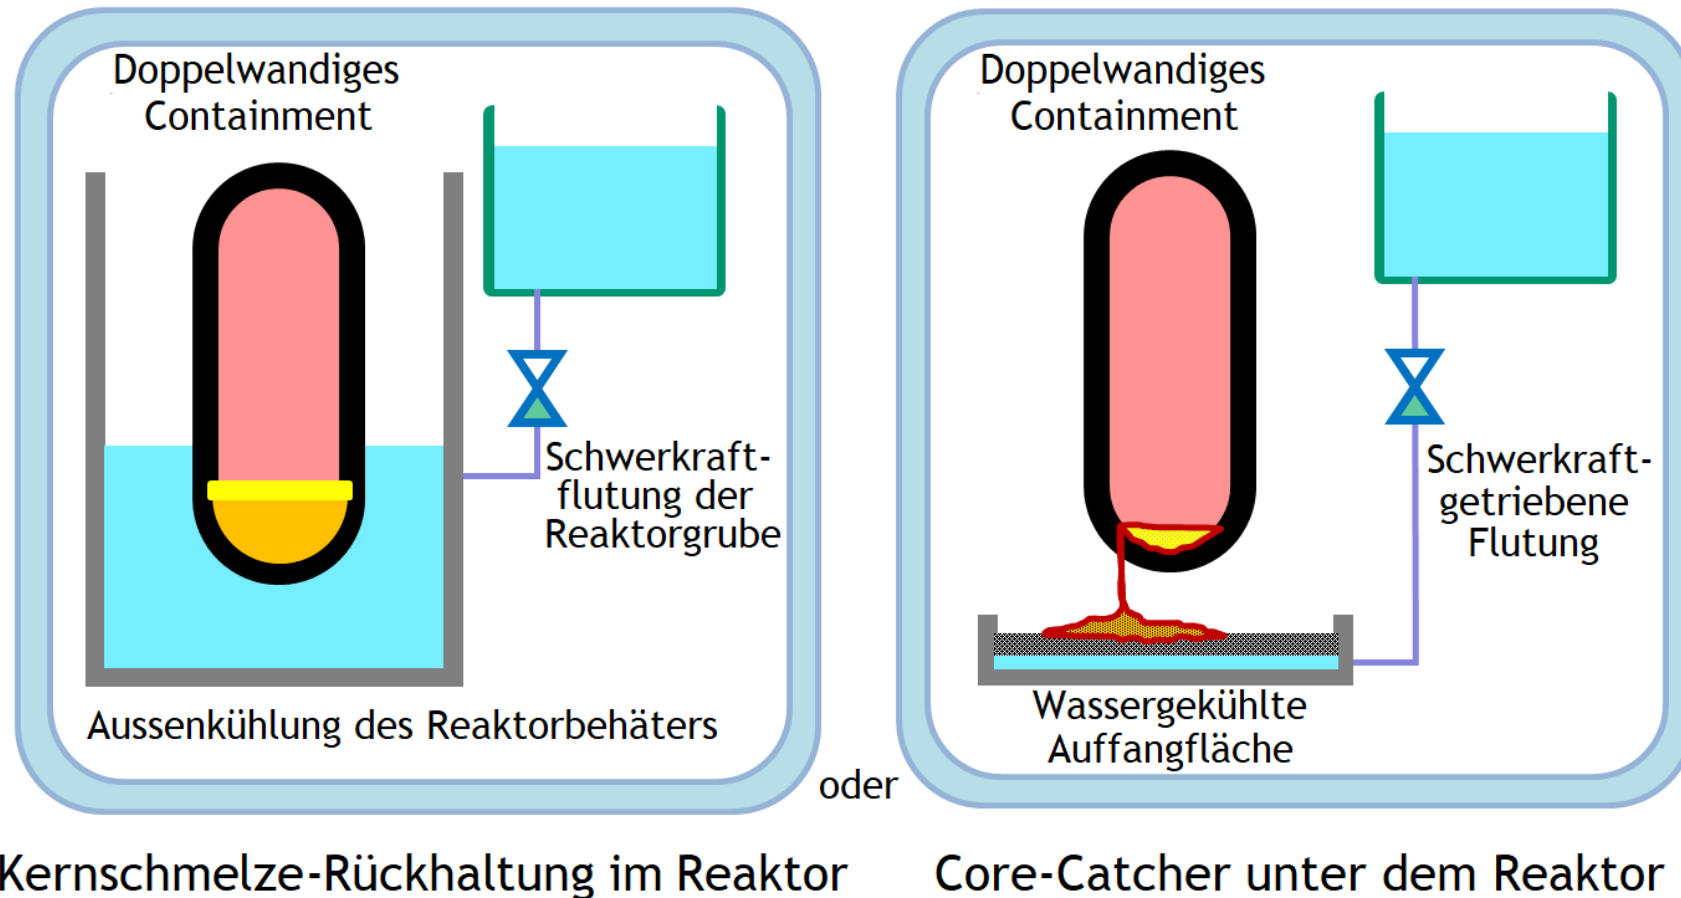 Doppelwandiges
Containment
Schwerkraft-
flutung der
Reaktorgrube
Aussenkühlung des Reaktorbehäters
Kernschmelze-Rückhaltung im Reaktor
oder
Doppelwandiges
Containment
Schwerkraft-
getriebene
Flutung
Wassergekühlte
Auffangfläche
Core-Catcher unter dem Reaktor